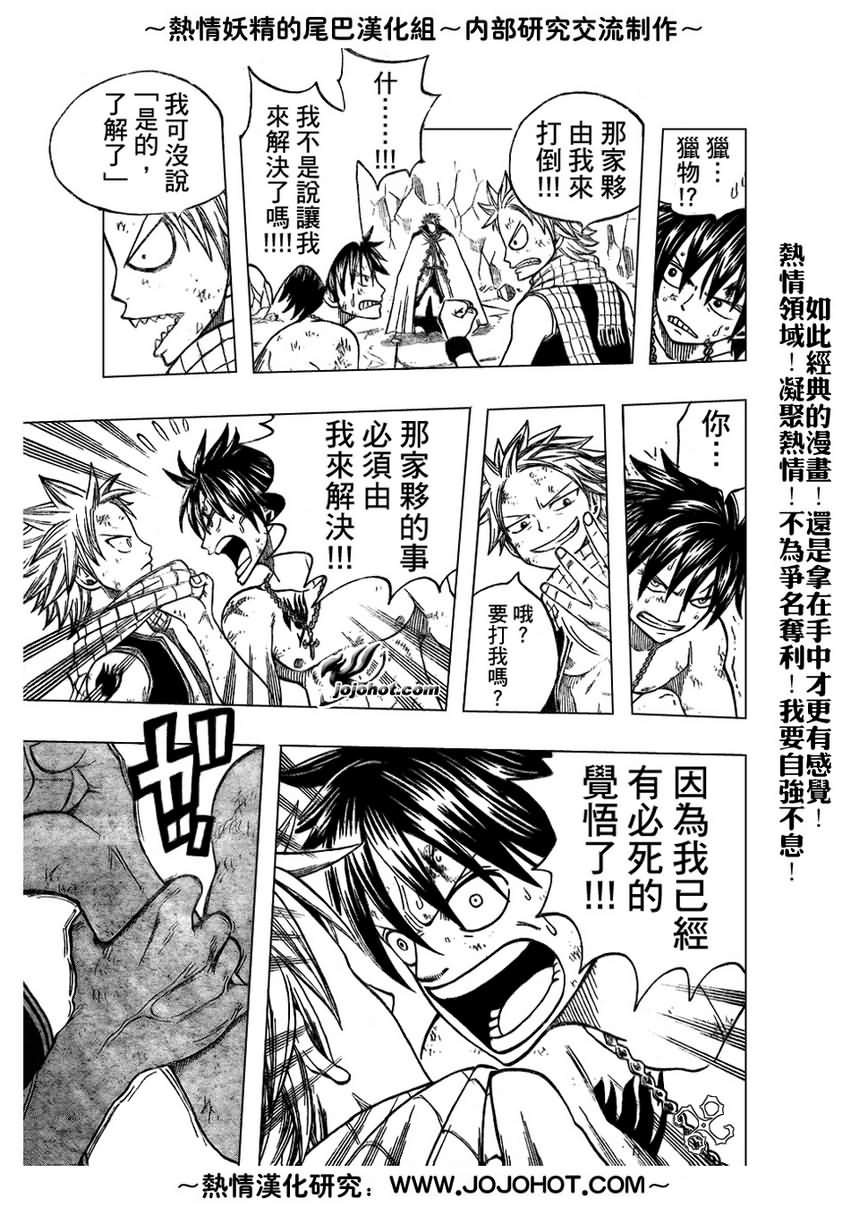 ～熱情妖精的尾巴漢化組～内部研究交流制作～
獵…
獵物!?
那家夥
由我來
打倒!!!
什……!!!
我不是說讓我
來解決了嗎!!!!
我可沒說
「是的，
了解了」
你…
哦？
要打我嗎？
那家夥的事
必須由
我來解決!!!
jojohot.com
因為我已經
有必死的
覺悟了!!!
ガッ
如此經典的漫畫！還是拿在手中才更有感覺！
熱情領域！凝聚熱情！不為爭名奪利！我要自強不息！
～熱情漢化研究：WWW.JOJOHOT.COM～